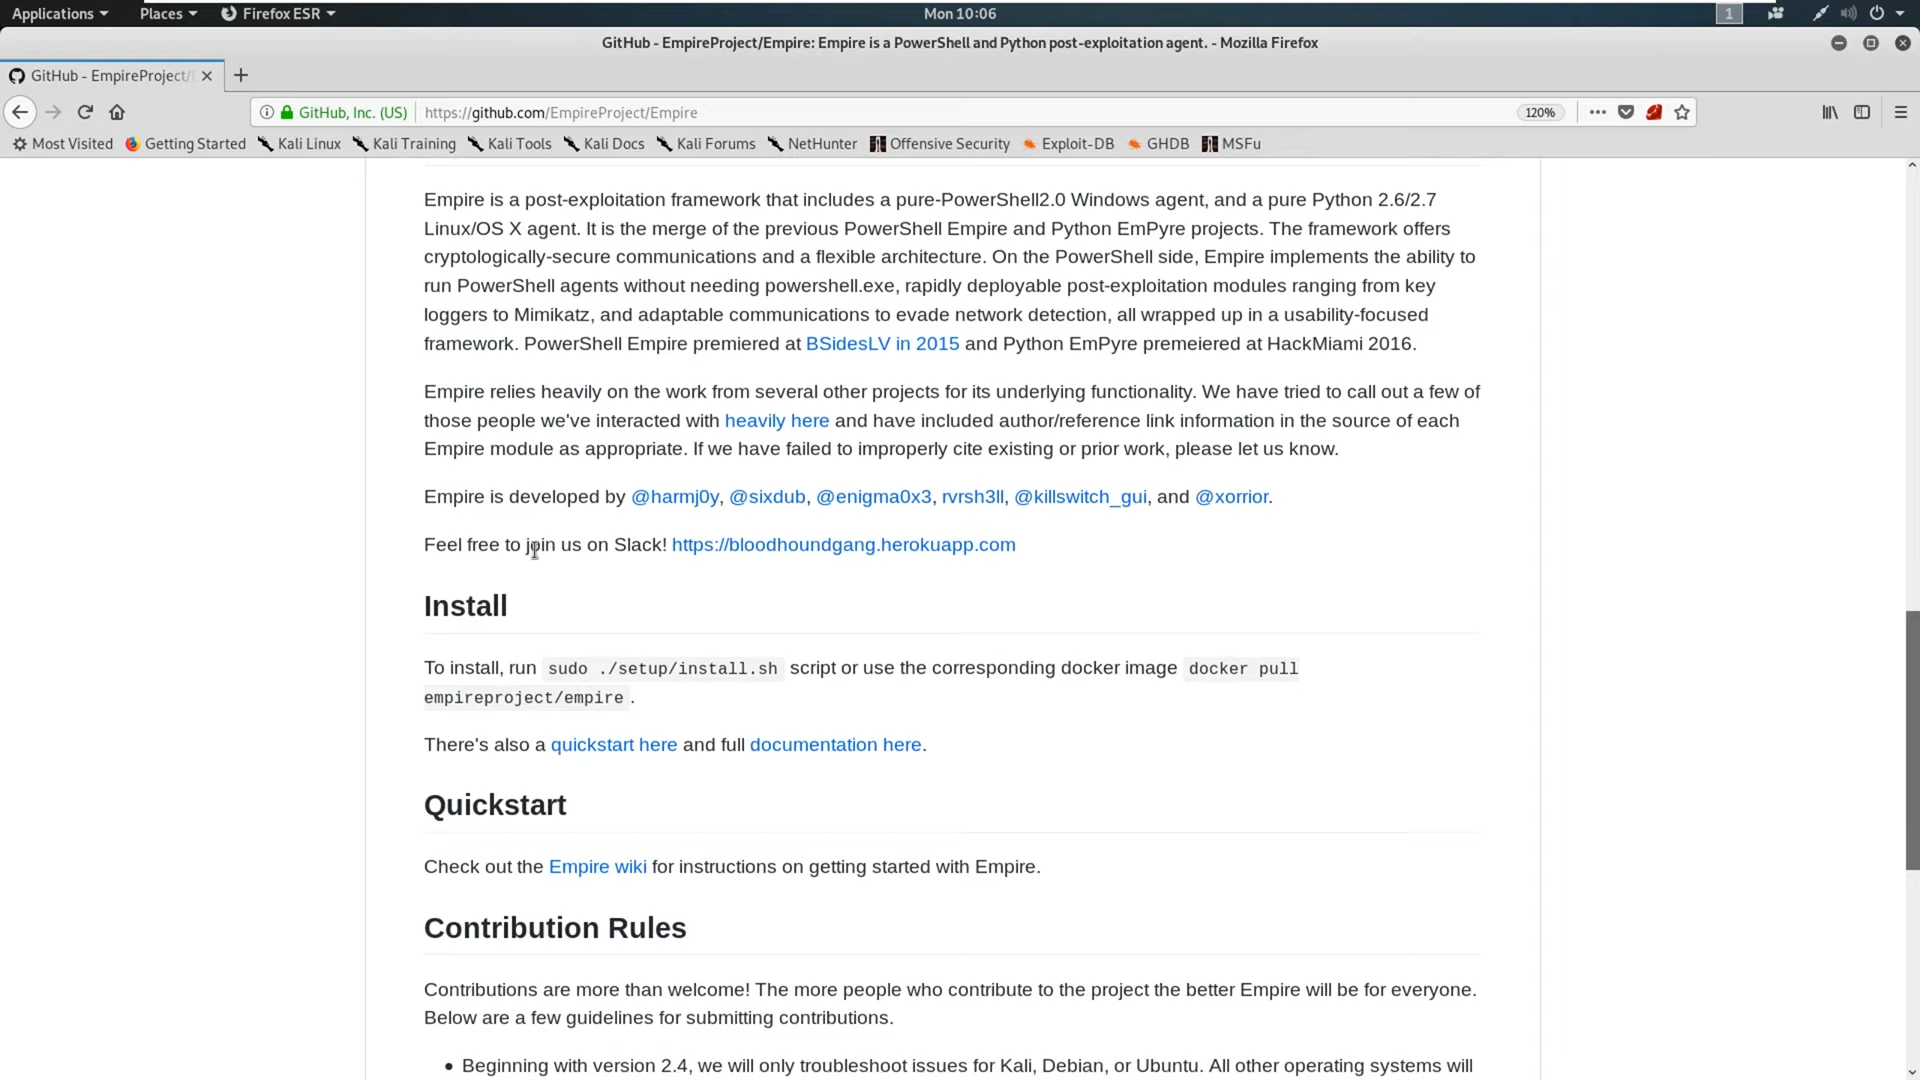 Applications Places Firefox ESR Mon 10:06 1
GitHub - EmpireProject/Empire: Empire is a PowerShell and Python post-exploitation agent. - Mozilla Firefox
GitHub - EmpireProject/
GitHub, Inc. (US) https://github.com/EmpireProject/Empire 120%
Most Visited Getting Started Kali Linux Kali Training Kali Tools Kali Docs Kali Forums NetHunter Offensive Security Exploit-DB GHDB MSFu
Empire is a post-exploitation framework that includes a pure-PowerShell2.0 Windows agent, and a pure Python 2.6/2.7
Linux/OS X agent. It is the merge of the previous PowerShell Empire and Python EmPyre projects. The framework offers
cryptologically-secure communications and a flexible architecture. On the PowerShell side, Empire implements the ability to
run PowerShell agents without needing powershell.exe, rapidly deployable post-exploitation modules ranging from key
loggers to Mimikatz, and adaptable communications to evade network detection, all wrapped up in a usability-focused
framework. PowerShell Empire premiered at BSidesLV in 2015 and Python EmPyre premeiered at HackMiami 2016.
Empire relies heavily on the work from several other projects for its underlying functionality. We have tried to call out a few of
those people we've interacted with heavily here and have included author/reference link information in the source of each
Empire module as appropriate. If we have failed to improperly cite existing or prior work, please let us know.
Empire is developed by @harmj0y, @sixdub, @enigma0x3, rvrsh3ll, @killswitch_gui, and @xorrior.
Feel free to join us on Slack! https://bloodhoundgang.herokuapp.com
Install
To install, run sudo ./setup/install.sh script or use the corresponding docker image docker pull
empireproject/empire .
There's also a quickstart here and full documentation here.
Quickstart
Check out the Empire wiki for instructions on getting started with Empire.
Contribution Rules
Contributions are more than welcome! The more people who contribute to the project the better Empire will be for everyone.
Below are a few guidelines for submitting contributions.
• Beginning with version 2.4, we will only troubleshoot issues for Kali, Debian, or Ubuntu. All other operating systems will